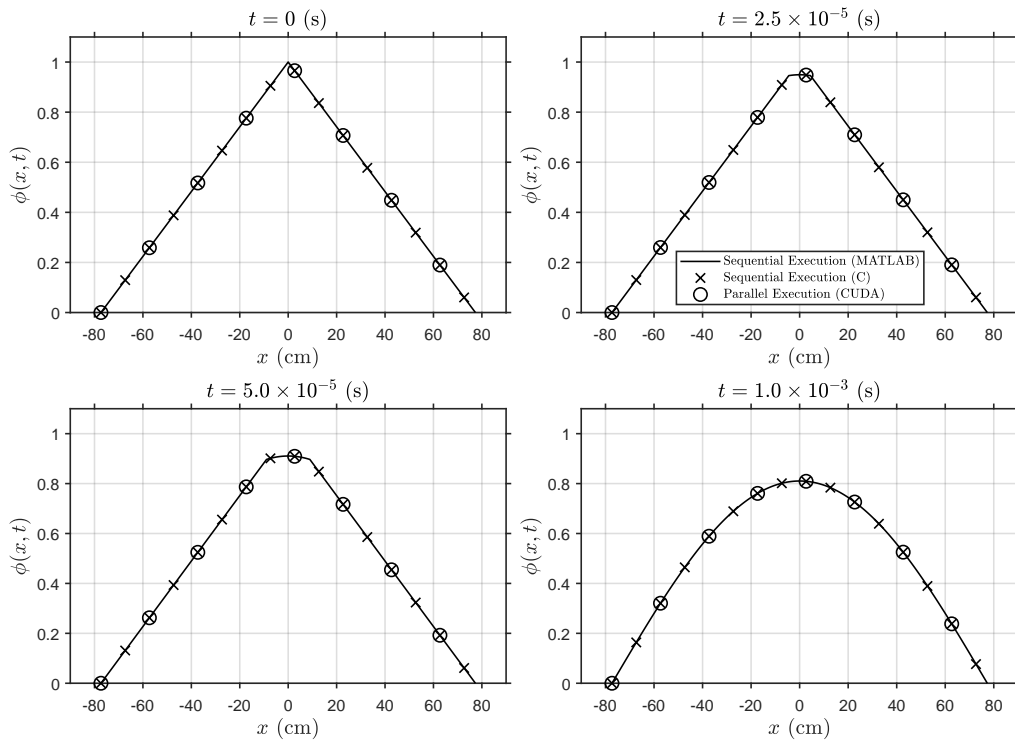 t = 0 (s)
ϕ(x, t)
1
0.8
0.6
0.4
0.2
0
-80 -60 -40 -20 0 20 40 60 80
x (cm)
t = 2.5 × 10⁻⁵ (s)
ϕ(x, t)
1
0.8
0.6
0.4
0.2
0
Sequential Execution (MATLAB)
Sequential Execution (C)
Parallel Execution (CUDA)
-80 -60 -40 -20 0 20 40 60 80
x (cm)
t = 5.0 × 10⁻⁵ (s)
ϕ(x, t)
1
0.8
0.6
0.4
0.2
0
-80 -60 -40 -20 0 20 40 60 80
x (cm)
t = 1.0 × 10⁻³ (s)
ϕ(x, t)
1
0.8
0.6
0.4
0.2
0
-80 -60 -40 -20 0 20 40 60 80
x (cm)